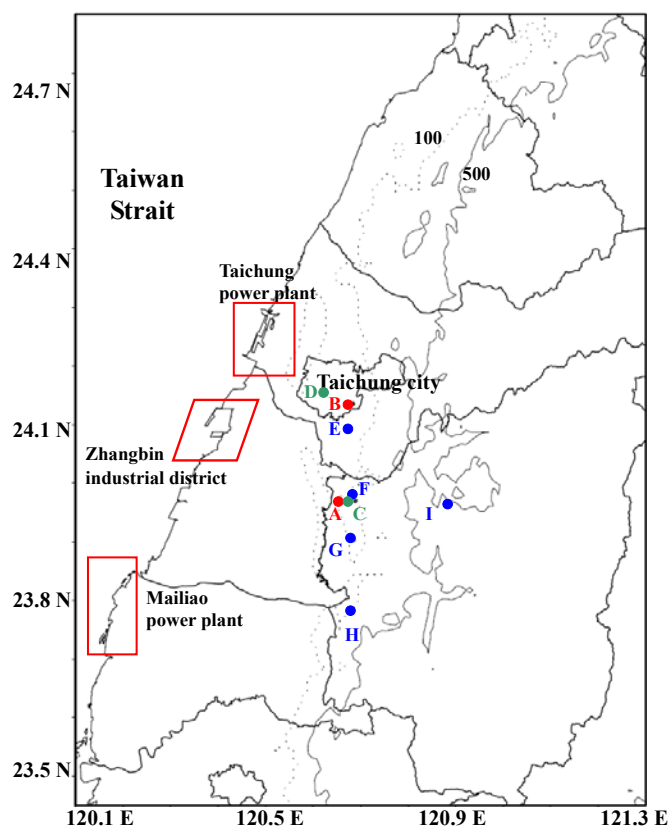 24.7 N
100
500
Taiwan
Strait
24.4 N
Taichung
power plant
Taichung city
D
B
24.1 N
E
Zhangbin
industrial district
F
A
C
I
G
23.8 N
Mailiao
power plant
H
23.5 N
120.1 E
120.5 E
120.9 E
121.3 E